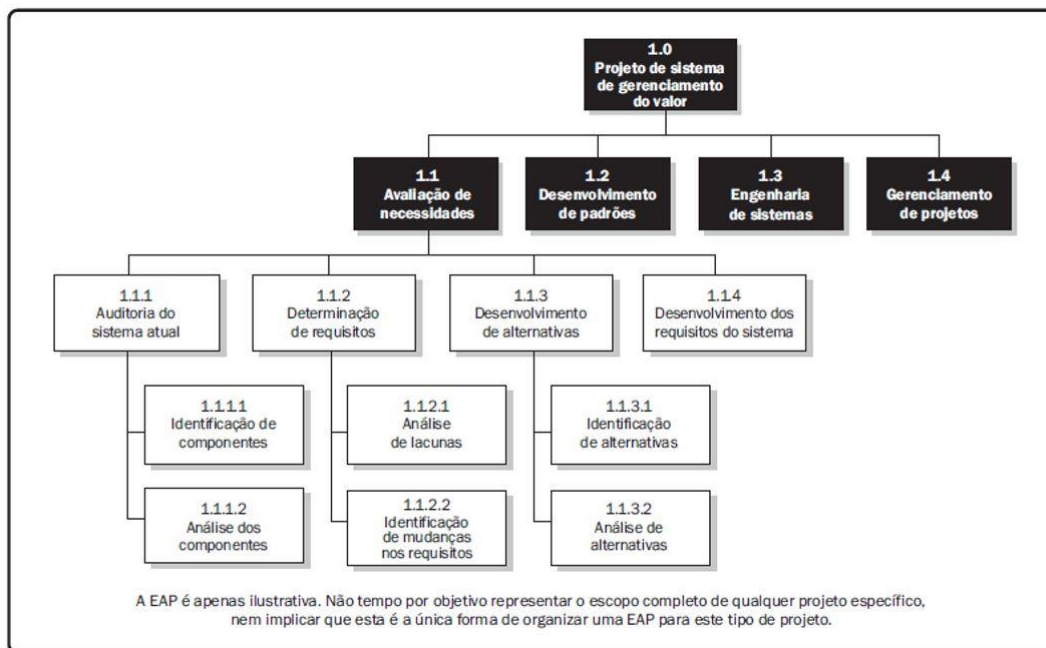 1.0
Projeto de sistema
de gerenciamento
do valor
1.1
Avaliação de
necessidades
1.2
Desenvolvimento
de padrões
1.3
Engenharia
de sistemas
1.4
Gerenciamento
de projetos
1.1.1
Auditoria do
sistema atual
1.1.2
Determinação
de requisitos
1.1.3
Desenvolvimento
de alternativas
1.1.4
Desenvolvimento dos
requisitos do sistema
1.1.1.1
Identificação de
componentes
1.1.2.1
Análise
de lacunas
1.1.3.1
Identificação
de alternativas
1.1.1.2
Análise dos
componentes
1.1.2.2
Identificação
de mudanças
nos requisitos
1.1.3.2
Análise de
alternativas
A EAP é apenas ilustrativa. Não tempo por objetivo representar o escopo completo de qualquer projeto específico,
nem implicar que esta é a única forma de organizar uma EAP para este tipo de projeto.